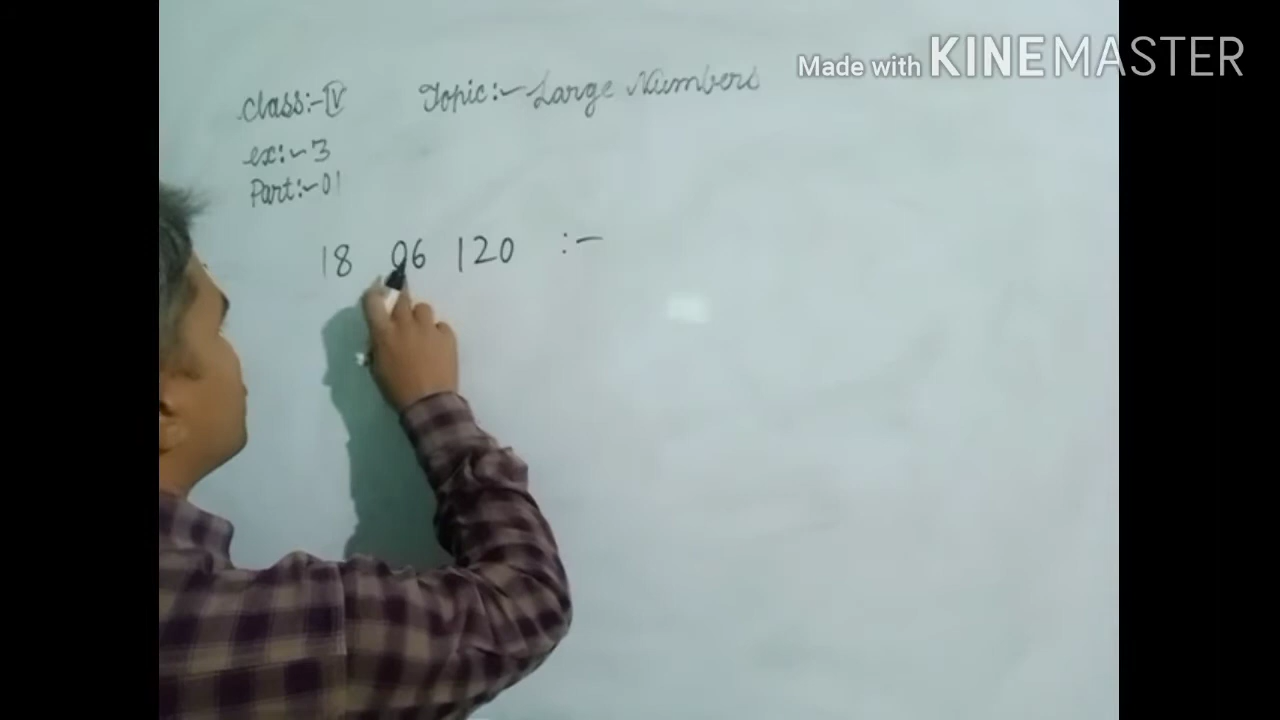 Made with KINEMASTER
Class:-IV Topic:- Large Numbers
ex:- 3
Part:- 01
18 06 120 :-